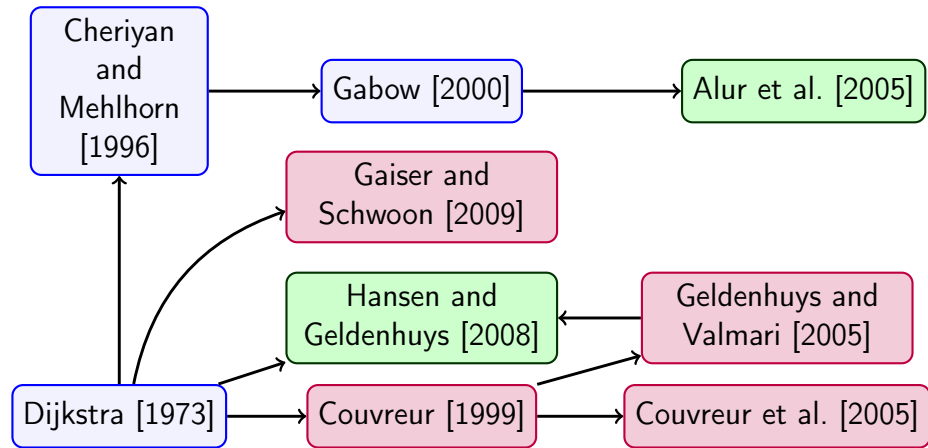 Cheriyan
and
Mehlhorn
[1996]
Gabow [2000]
Alur et al. [2005]
Gaiser and
Schwoon [2009]
Hansen and
Geldenhuys [2008]
Geldenhuys and
Valmari [2005]
Dijkstra [1973]
Couvreur [1999]
Couvreur et al. [2005]